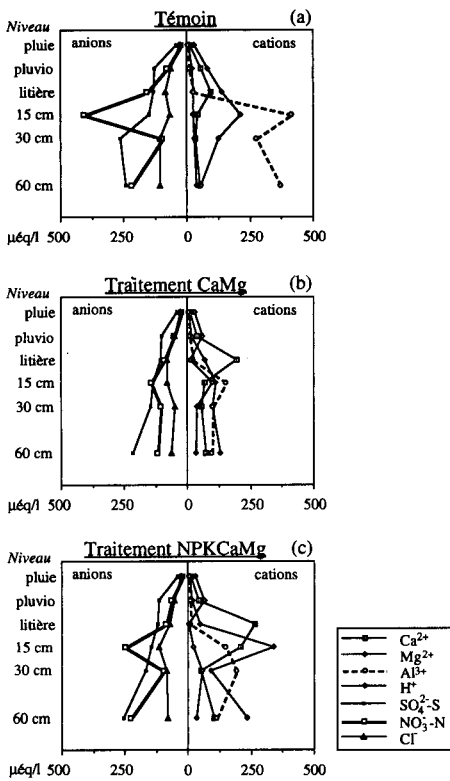 Témoin (a)
Niveau
anions cations
pluie
pluvio
litière
15 cm
30 cm
60 cm
µéq/l 500 250 0 250 500
Traitement CaMg (b)
Niveau
anions cations
pluie
pluvio
litière
15 cm
30 cm
60 cm
µéq/l 500 250 0 250 500
Traitement NPKCaMg (c)
Niveau
anions cations
pluie
pluvio
litière
15 cm
30 cm
60 cm
µéq/l 500 250 0 250 500
Ca²⁺
Mg²⁺
Al³⁺
H⁺
SO₄²⁻-S
NO₃⁻-N
Cl⁻